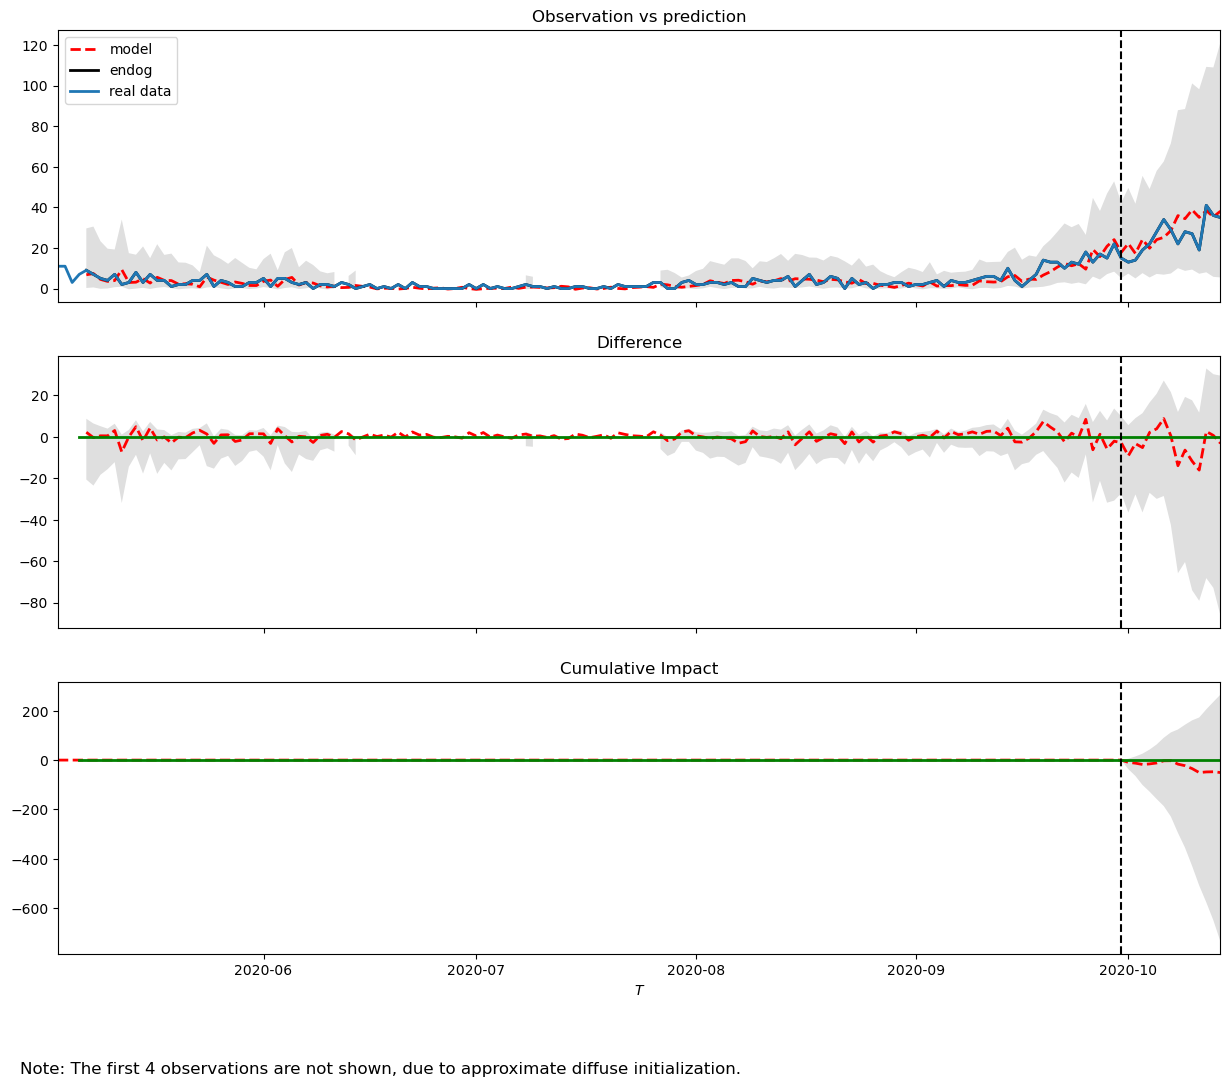 Observation vs prediction
120
100
80
60
40
20
0
model
endog
real data
Difference
20
0
−20
−40
−60
−80
Cumulative Impact
200
0
−200
−400
−600
2020-06
2020-07
2020-08
2020-09
2020-10
T
Note: The first 4 observations are not shown, due to approximate diffuse initialization.